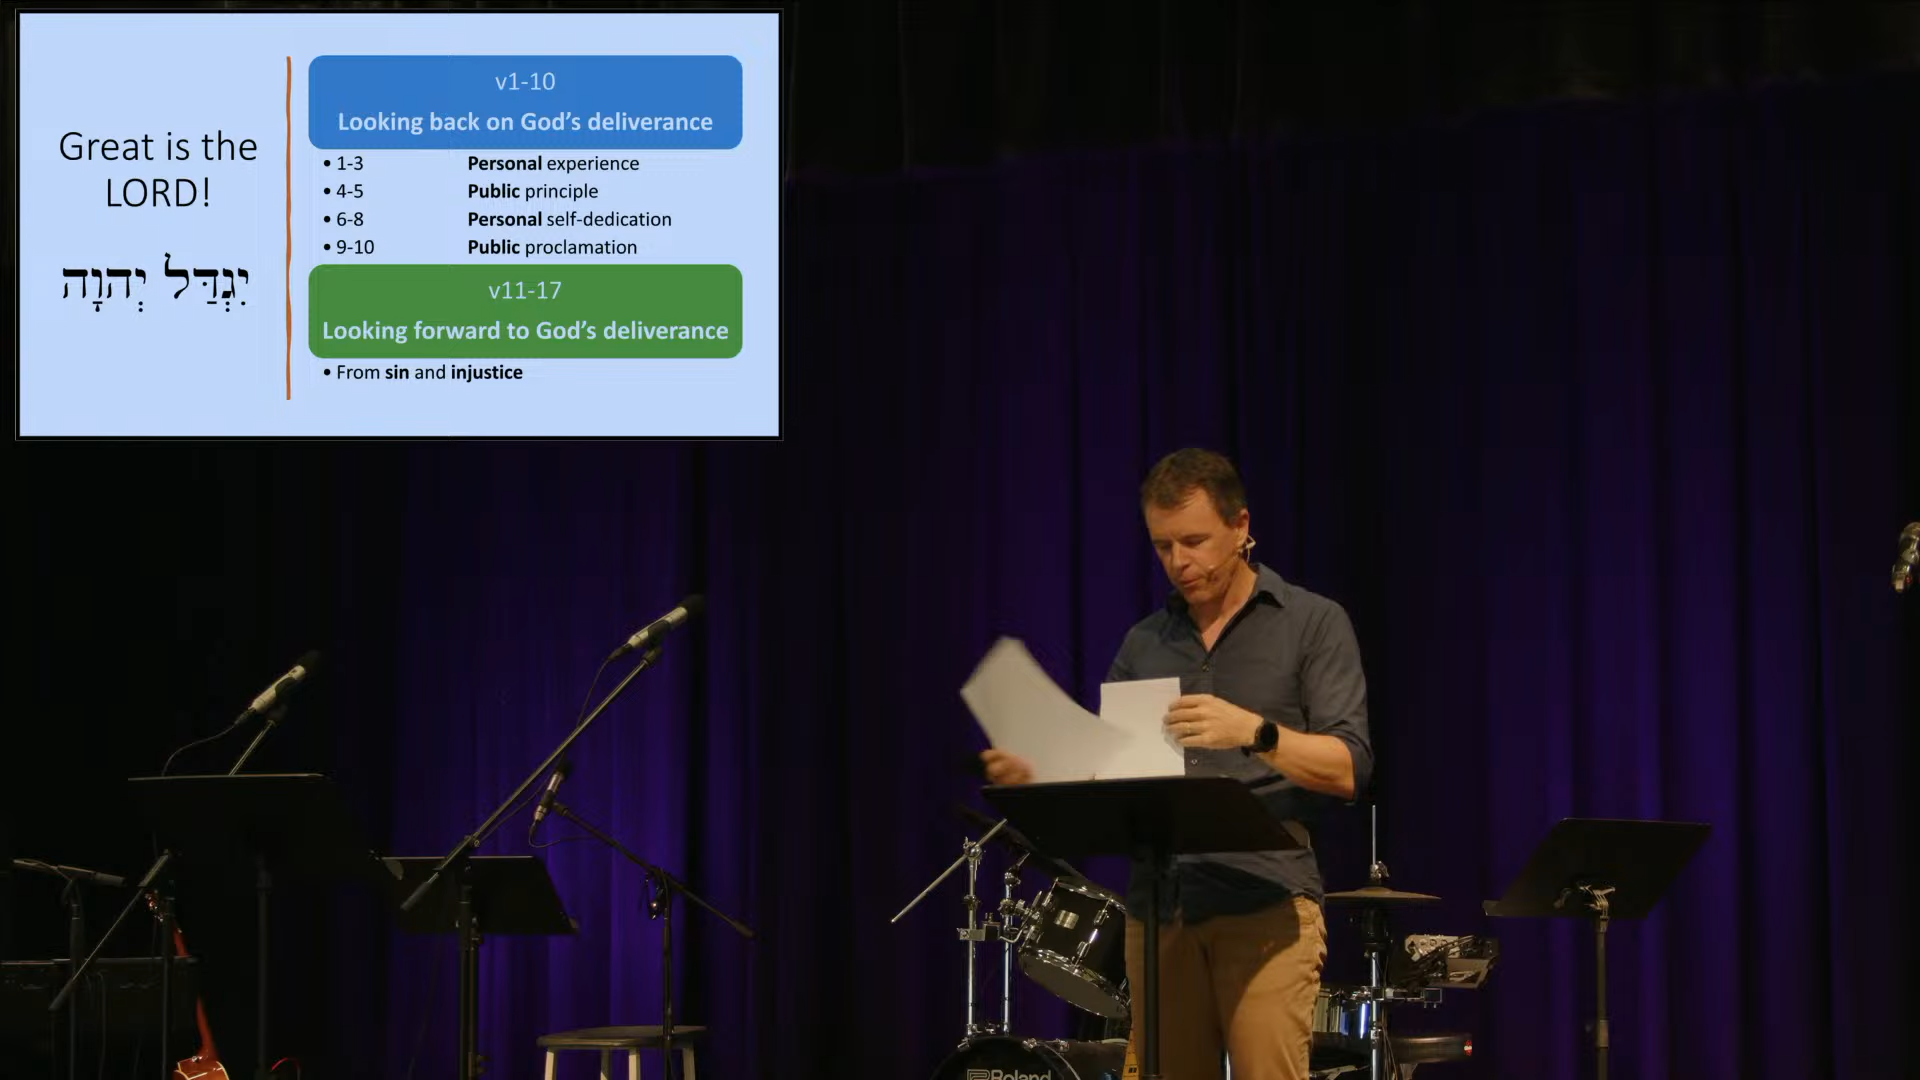 Great is the
LORD!
יִגְדַּל יְהוָה
v1-10
Looking back on God’s deliverance
• 1-3 Personal experience
• 4-5 Public principle
• 6-8 Personal self-dedication
• 9-10 Public proclamation
v11-17
Looking forward to God’s deliverance
• From sin and injustice
Roland